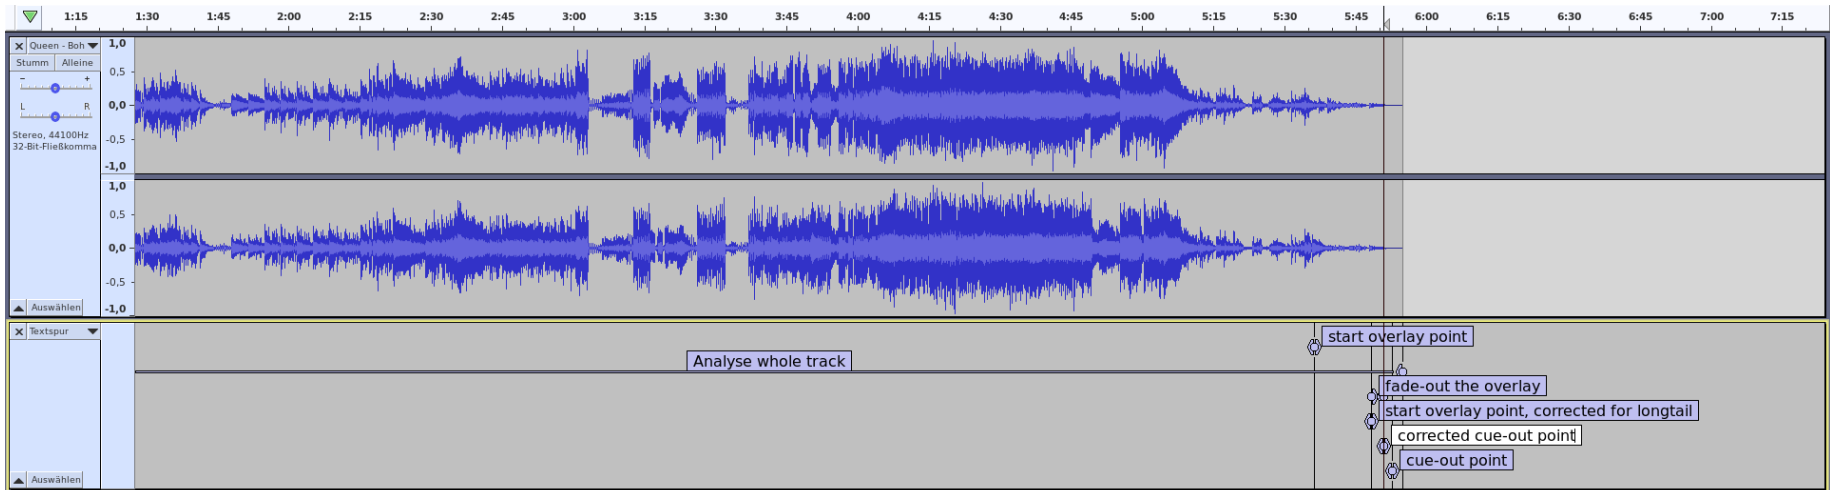 1:15 1:30 1:45 2:00 2:15 2:30 2:45 3:00 3:15 3:30 3:45 4:00 4:15 4:30 4:45 5:00 5:15 5:30 5:45 6:00 6:15 6:30 6:45 7:00 7:15
Queen - Boh
Stumm Alleine
- +
L R
Stereo, 44100Hz
32-Bit-Fließkomma
Auswählen
1,0
0,5
0,0
-0,5
-1,0
1,0
0,5
0,0
-0,5
-1,0
Textspur
start overlay point
Analyse whole track
fade-out the overlay
start overlay point, corrected for longtail
corrected cue-out point
cue-out point
Auswählen